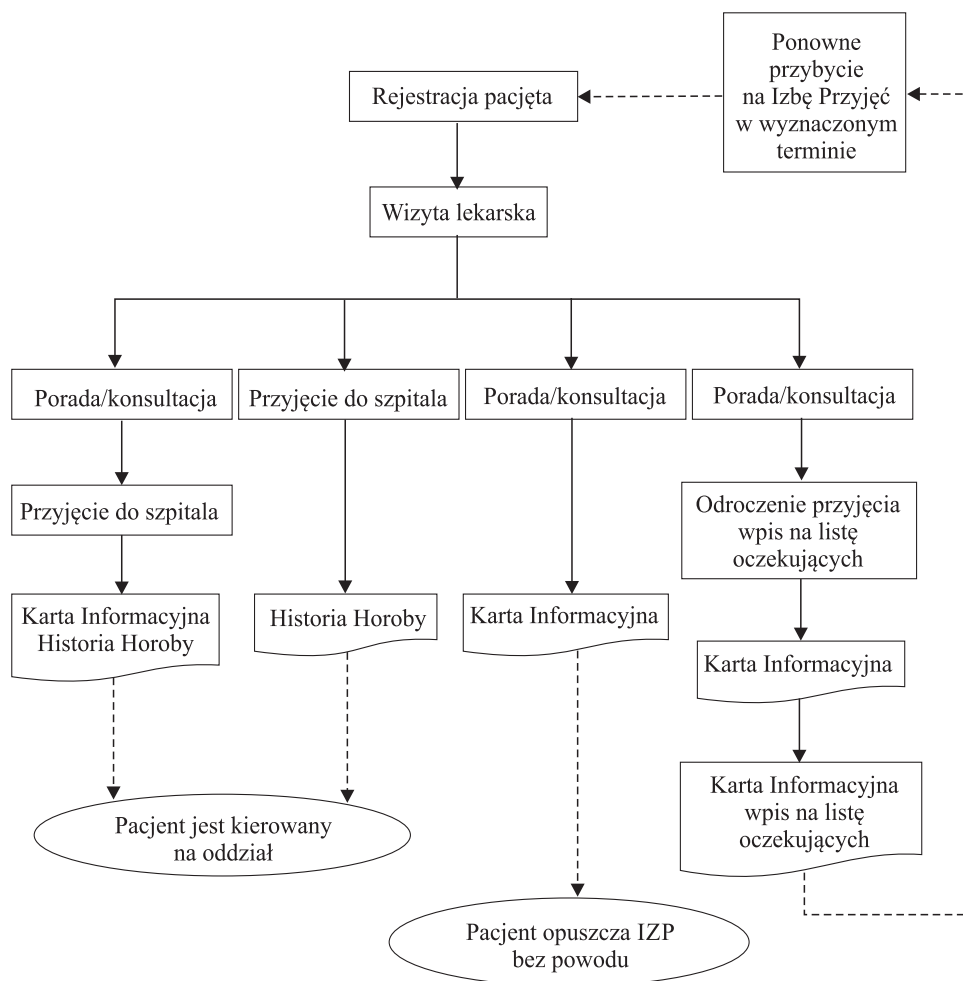 Ponowne
przybycie
na Izbę Przyjęć
w wyznaczonym
terminie
Rejestracja pacjęta
Wizyta lekarska
Porada/konsultacja
Przyjęcie do szpitala
Porada/konsultacja
Porada/konsultacja
Przyjęcie do szpitala
Odroczenie przyjęcia
wpis na listę
oczekujących
Karta Informacyjna
Historia Horoby
Historia Horoby
Karta Informacyjna
Karta Informacyjna
Karta Informacyjna
wpis na listę
oczekujących
Pacjent jest kierowany
na oddział
Pacjent opuszcza IZP
bez powodu